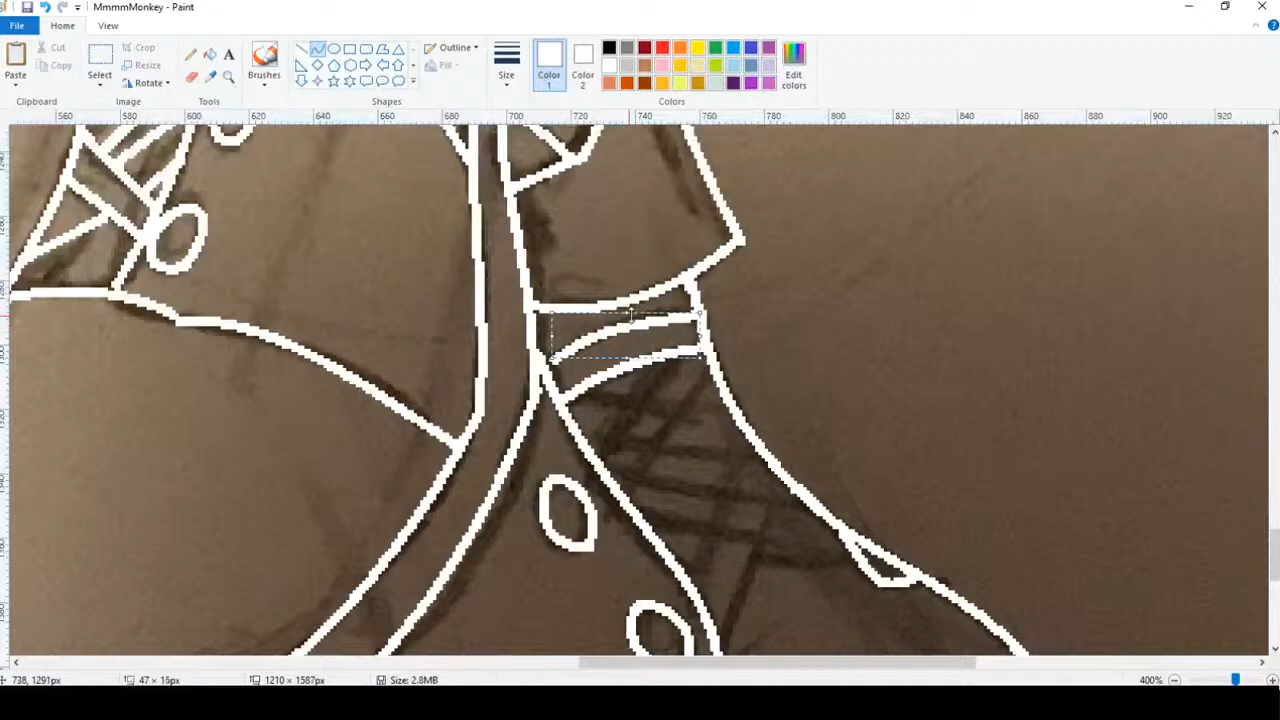 MmmmMonkey - Paint
File Home View
Paste Cut Copy Select Crop Resize Rotate A Brushes Outline Fill Size Color 1 Color 2 Edit colors
Clipboard Image Tools Shapes Colors
560 580 600 620 640 660 680 700 720 740 760 780 800 820 840 860 880 900 920
738, 1291px 47 × 16px 1210 × 1587px Size: 2.8MB 400%